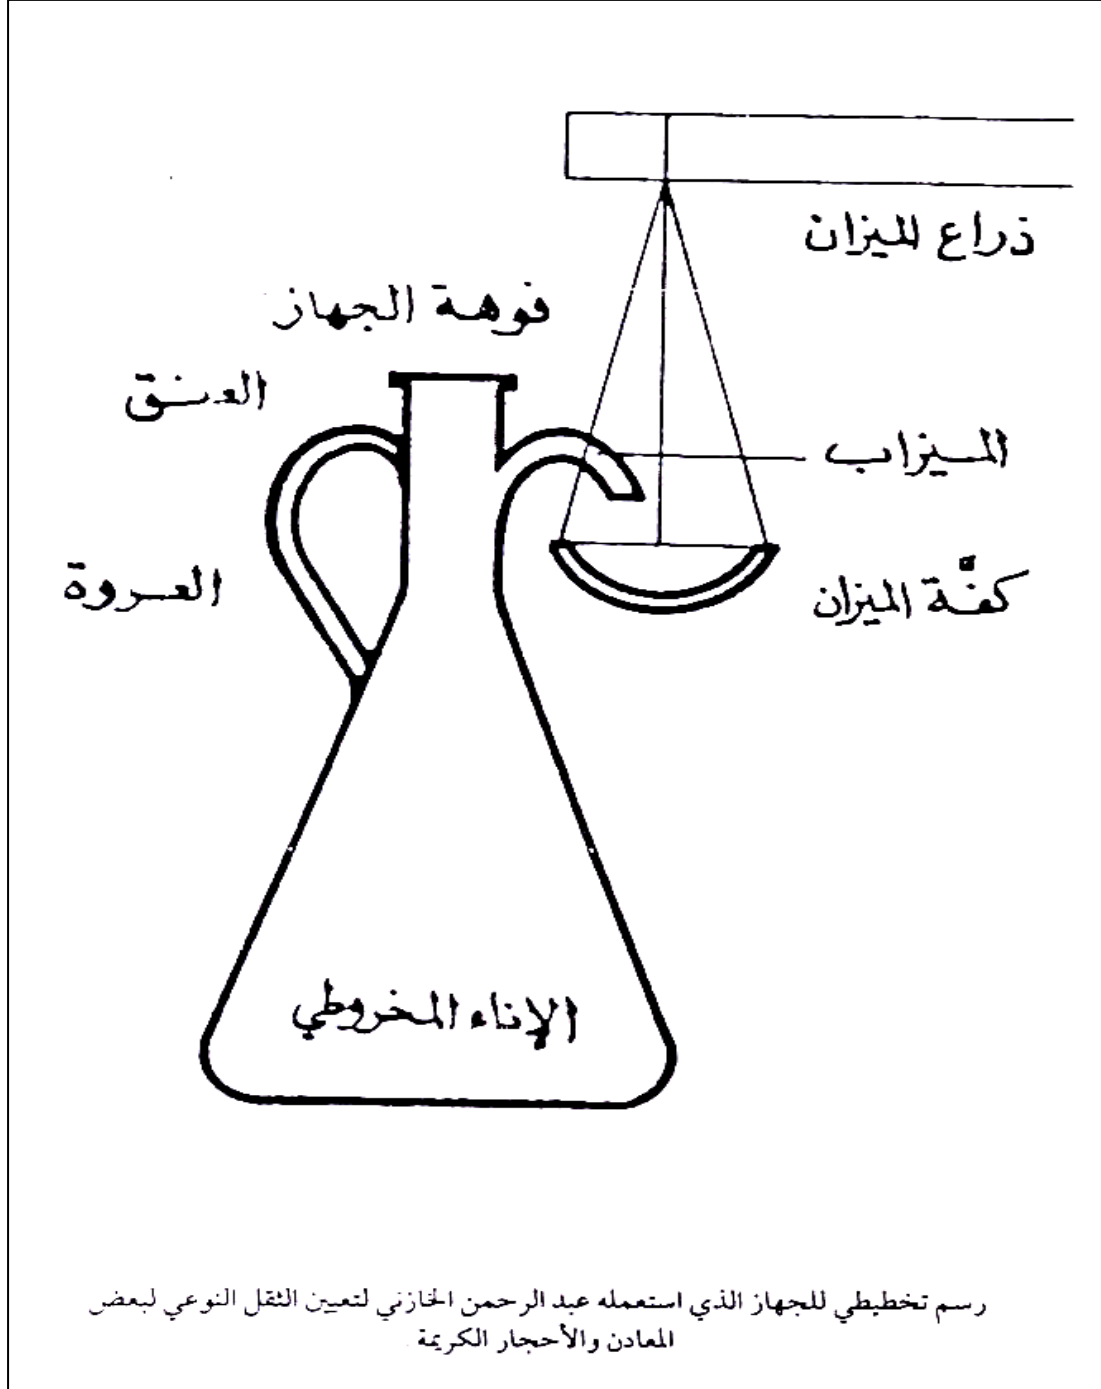 ذراع الميزان
فوهة الجهاز
العنق
الميزاب
العروة
كفَّة الميزان
الإناء المخروطي
رسم تخطيطي للجهاز الذي استعمله عبد الرحمن الخازني لتعيين الثقل النوعي لبعض
المعادن والأحجار الكريمة